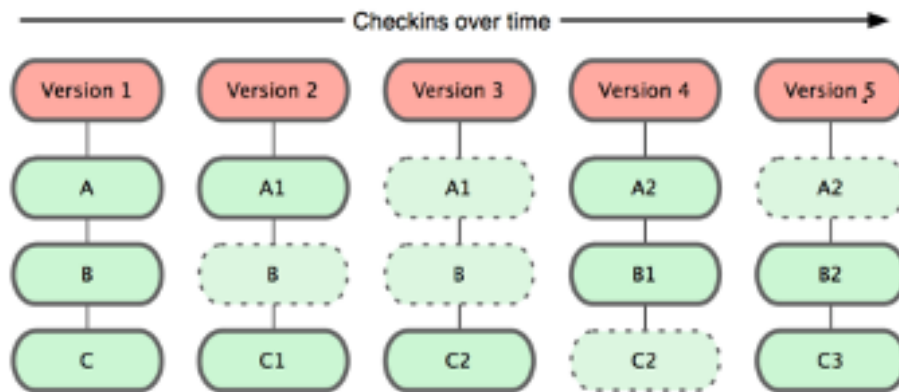 Checkins over time
Version 1 Version 2 Version 3 Version 4 Version 5
A A1 A1 A2 A2
B B B B1 B2
C C1 C2 C2 C3